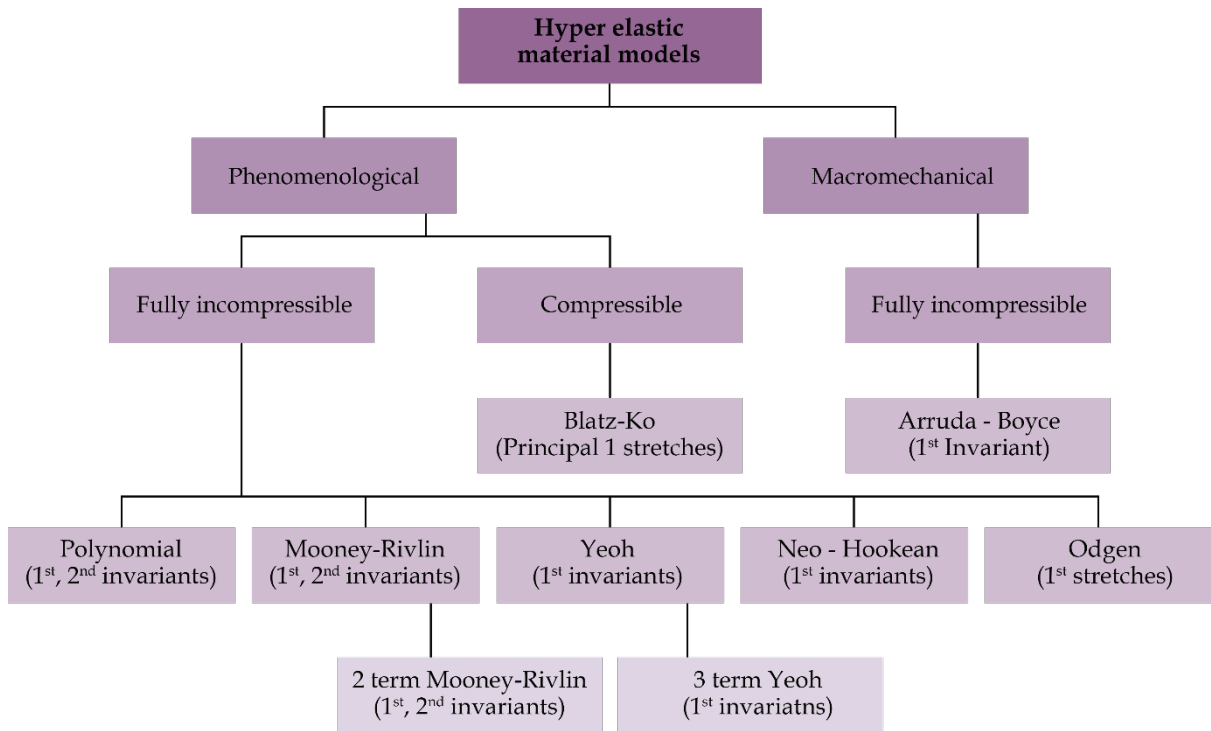 Hyper elastic
material models
Phenomenological
Macromechanical
Fully incompressible
Compressible
Fully incompressible
Blatz-Ko
(Principal 1 stretches)
Arruda - Boyce
(1st Invariant)
Polynomial
(1st, 2nd invariants)
Mooney-Rivlin
(1st, 2nd invariants)
Yeoh
(1st invariants)
Neo - Hookean
(1st invariants)
Odgen
(1st stretches)
2 term Mooney-Rivlin
(1st, 2nd invariants)
3 term Yeoh
(1st invariatns)